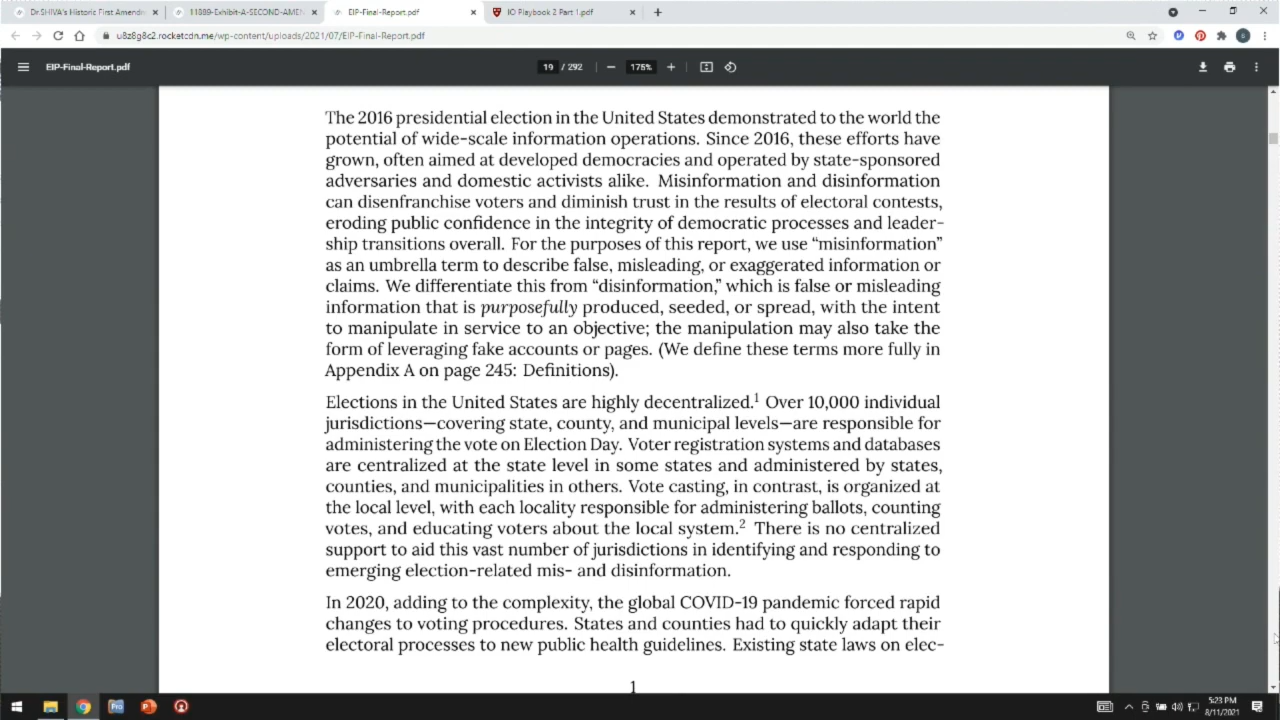 Dr.SHIVA's Historic First Amendm
11889-Exhibit-A-SECOND-AMEN
EIP-Final-Report.pdf
IO Playbook 2 Part 1.pdf
u8z8g8c2.rocketcdn.me/wp-content/uploads/2021/07/EIP-Final-Report.pdf
EIP-Final-Report.pdf
19 / 292
175%
The 2016 presidential election in the United States demonstrated to the world the
potential of wide-scale information operations. Since 2016, these efforts have
grown, often aimed at developed democracies and operated by state-sponsored
adversaries and domestic activists alike. Misinformation and disinformation
can disenfranchise voters and diminish trust in the results of electoral contests,
eroding public confidence in the integrity of democratic processes and leader-
ship transitions overall. For the purposes of this report, we use “misinformation”
as an umbrella term to describe false, misleading, or exaggerated information or
claims. We differentiate this from “disinformation,” which is false or misleading
information that is purposefully produced, seeded, or spread, with the intent
to manipulate in service to an objective; the manipulation may also take the
form of leveraging fake accounts or pages. (We define these terms more fully in
Appendix A on page 245: Definitions).
Elections in the United States are highly decentralized.1 Over 10,000 individual
jurisdictions—covering state, county, and municipal levels—are responsible for
administering the vote on Election Day. Voter registration systems and databases
are centralized at the state level in some states and administered by states,
counties, and municipalities in others. Vote casting, in contrast, is organized at
the local level, with each locality responsible for administering ballots, counting
votes, and educating voters about the local system.2 There is no centralized
support to aid this vast number of jurisdictions in identifying and responding to
emerging election-related mis- and disinformation.
In 2020, adding to the complexity, the global COVID-19 pandemic forced rapid
changes to voting procedures. States and counties had to quickly adapt their
electoral processes to new public health guidelines. Existing state laws on elec-
1
5:23 PM
8/11/2021